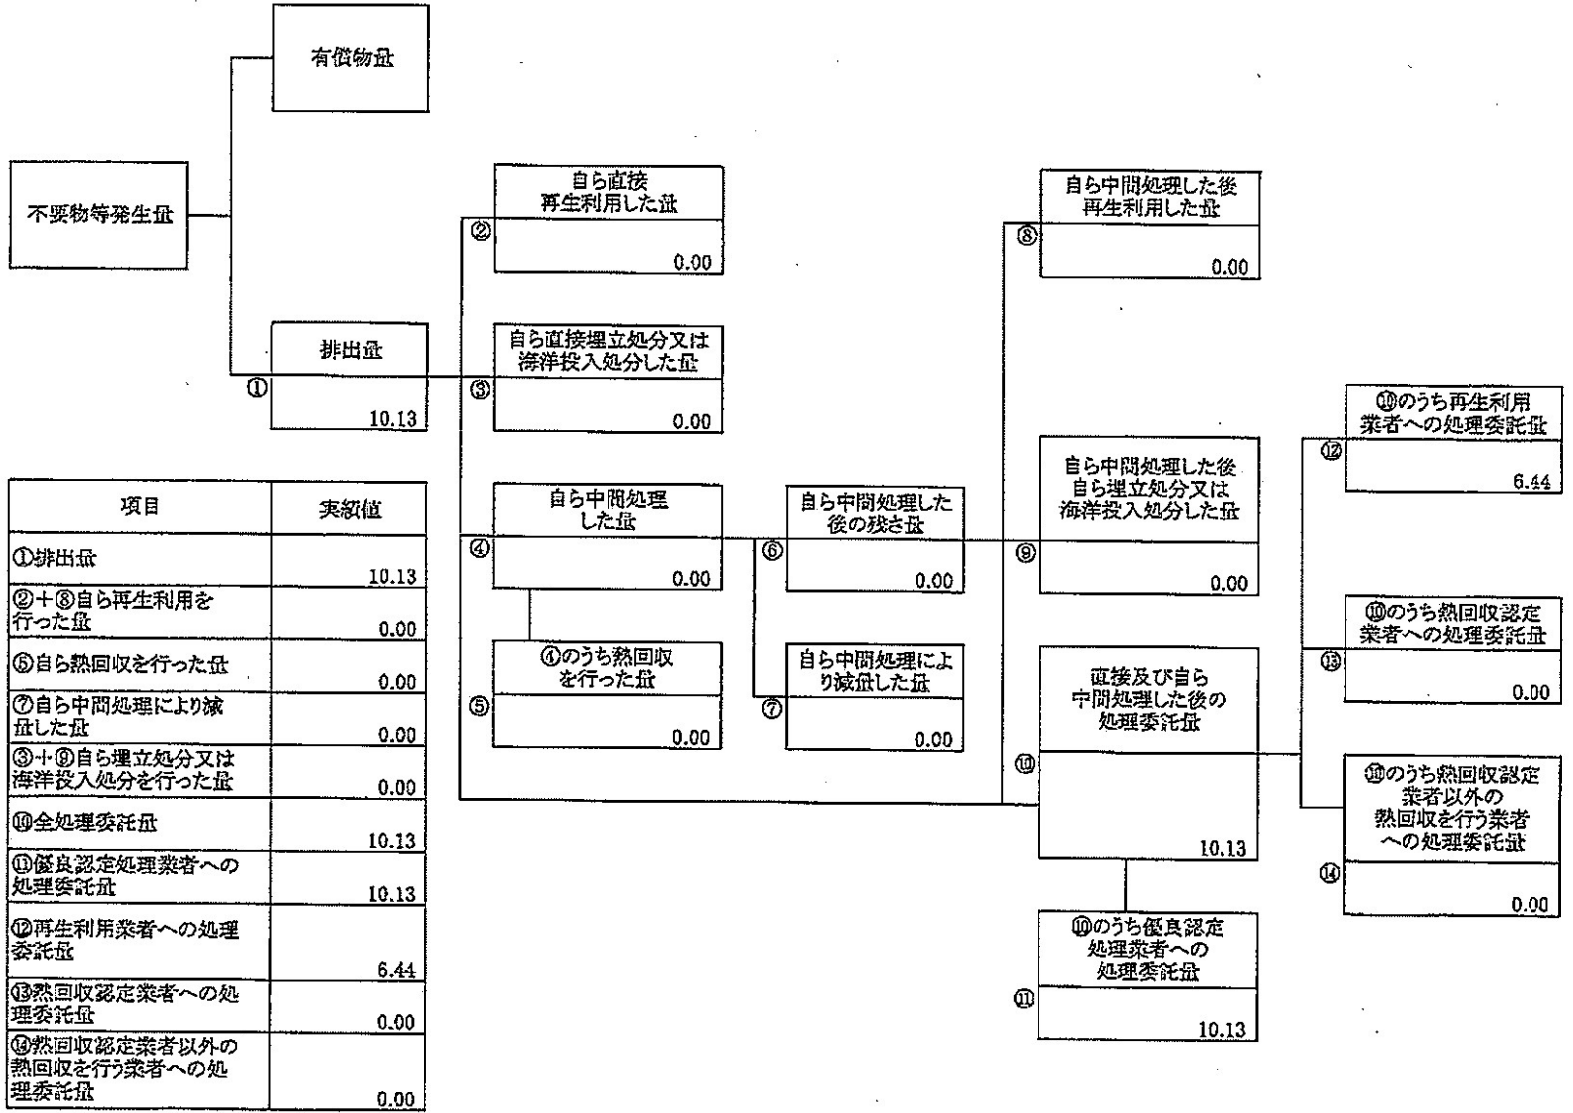 有償物量
不要物等発生量
排出量
①
10.13
自ら直接
再生利用した量
②
0.00
自ら直接埋立処分又は
海洋投入処分した量
③
0.00
自ら中間処理
した量
④
0.00
④のうち熱回収
を行った量
⑤
0.00
自ら中間処理した
後の残さ量
⑥
0.00
自ら中間処理によ
り減量した量
⑦
0.00
自ら中間処理した後
再生利用した量
⑧
0.00
自ら中間処理した後
自ら埋立処分又は
海洋投入処分した量
⑨
0.00
直接及び自ら
中間処理した後の
処理委託量
⑩
10.13
⑩のうち優良認定
処理業者への
処理委託量
⑪
10.13
⑩のうち再生利用
業者への処理委託量
⑫
6.44
⑩のうち熱回収認定
業者への処理委託量
⑬
0.00
⑩のうち熱回収認定
業者以外の
熱回収を行う業者
への処理委託量
⑭
0.00
項目 実績値
①排出量
10.13
②+⑧自ら再生利用を
行った量
0.00
⑤自ら熱回収を行った量
0.00
⑦自ら中間処理により減
量した量
0.00
③+⑨自ら埋立処分又は
海洋投入処分を行った量
0.00
⑩全処理委託量
10.13
⑪優良認定処理業者への
処理委託量
10.13
⑫再生利用業者への処理
委託量
6.44
⑬熱回収認定業者への処
理委託量
0.00
⑭熱回収認定業者以外の
熱回収を行う業者への処
理委託量
0.00